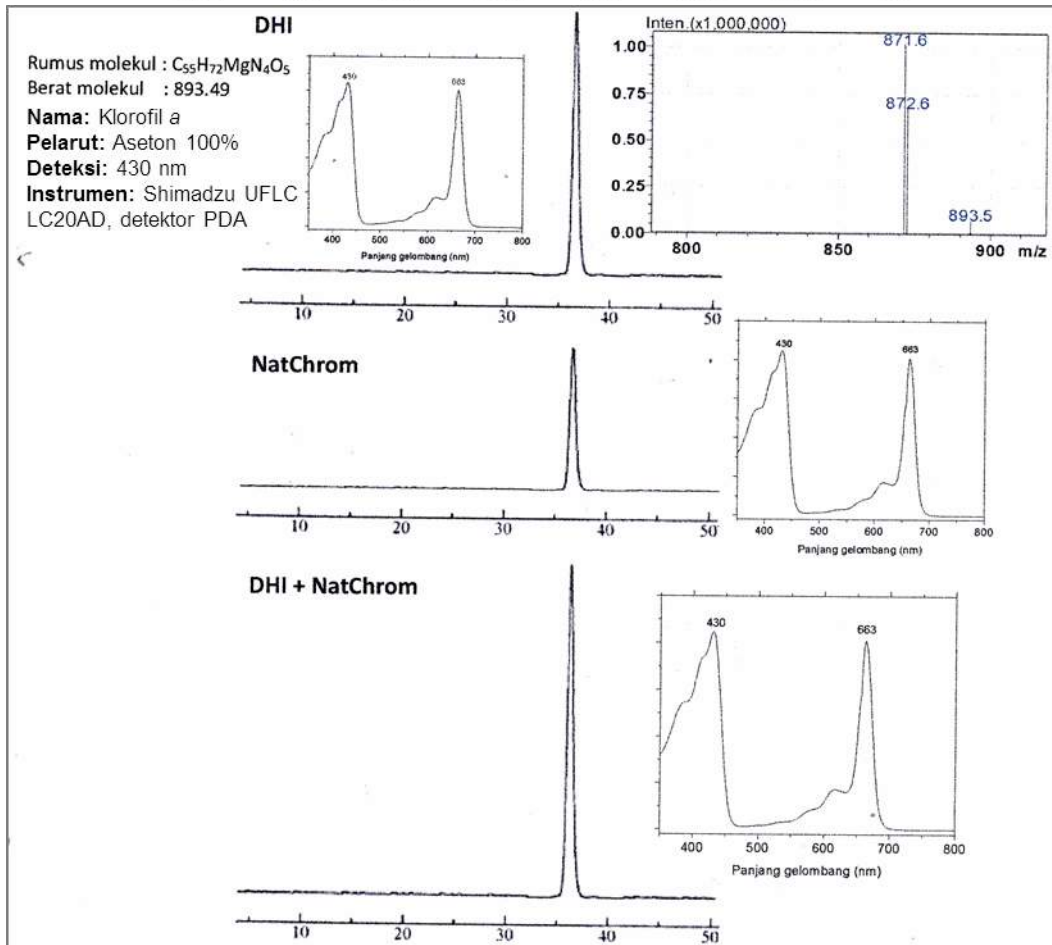 DHI
Rumus molekul : C₅₅H₇₂MgN₄O₅
Berat molekul : 893.49
Nama: Klorofil a
Pelarut: Aseton 100%
Deteksi: 430 nm
Instrumen: Shimadzu UFLC
LC20AD, detektor PDA
430
663
400 500 600 700 800
Panjang gelombang (nm)
Inten.(x1,000,000)
1.00
0.75
0.50
0.25
0.00
871.6
872.6
893.5
800 850 900 m/z
10 20 30 40 50
NatChrom
430
663
400 500 600 700 800
Panjang gelombang (nm)
10 20 30 40 50
DHI + NatChrom
430
663
400 500 600 700 800
Panjang gelombang (nm)
10 20 30 40 50